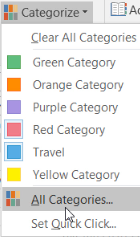 Categorize
Clear All Categories
Green Category
Orange Category
Purple Category
Red Category
Travel
Yellow Category
All Categories...
Set Quick Click...